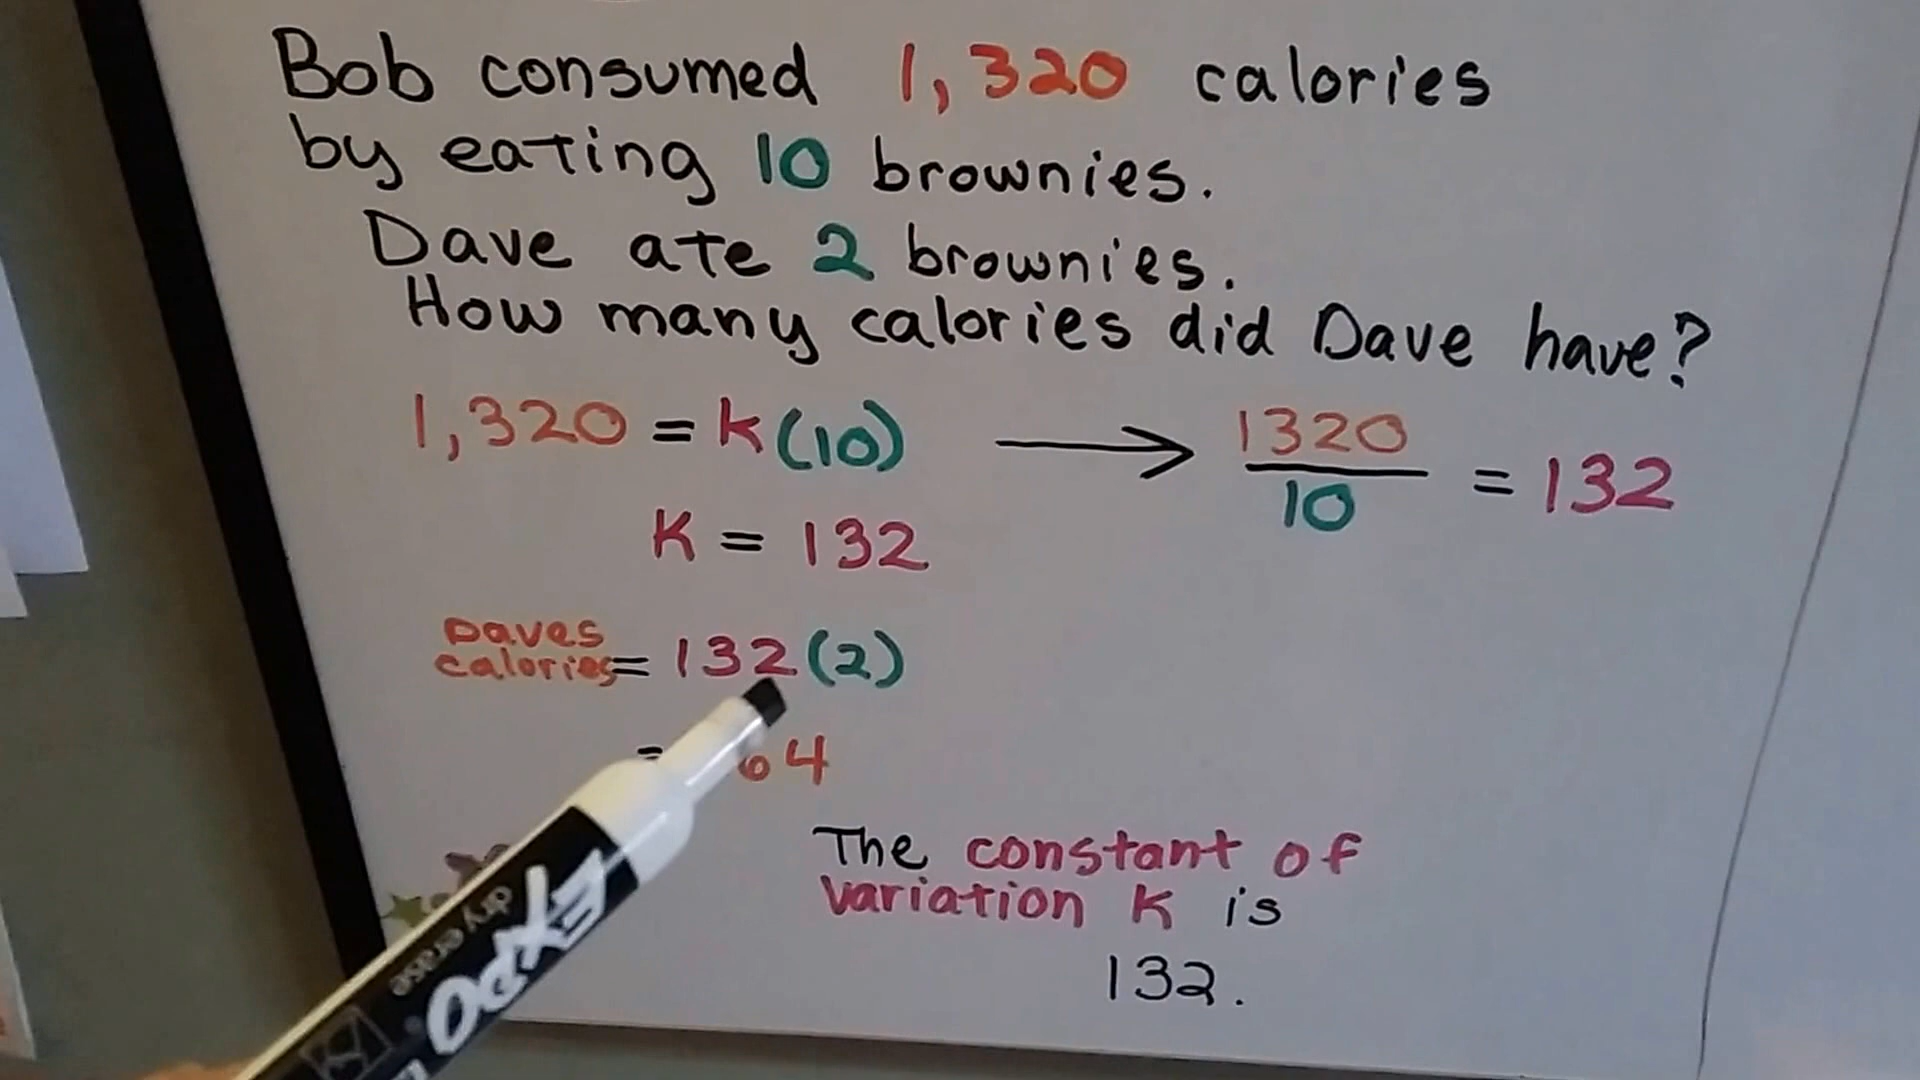 Bob consumed 1,320 calories
by eating 10 brownies.
Dave ate 2 brownies.
How many calories did Dave have?
1,320 = k(10) → 1320/10 = 132
K = 132
Daves
calories = 132(2)
= 64
The constant of
variation K is
132.
EXPO
dry erase